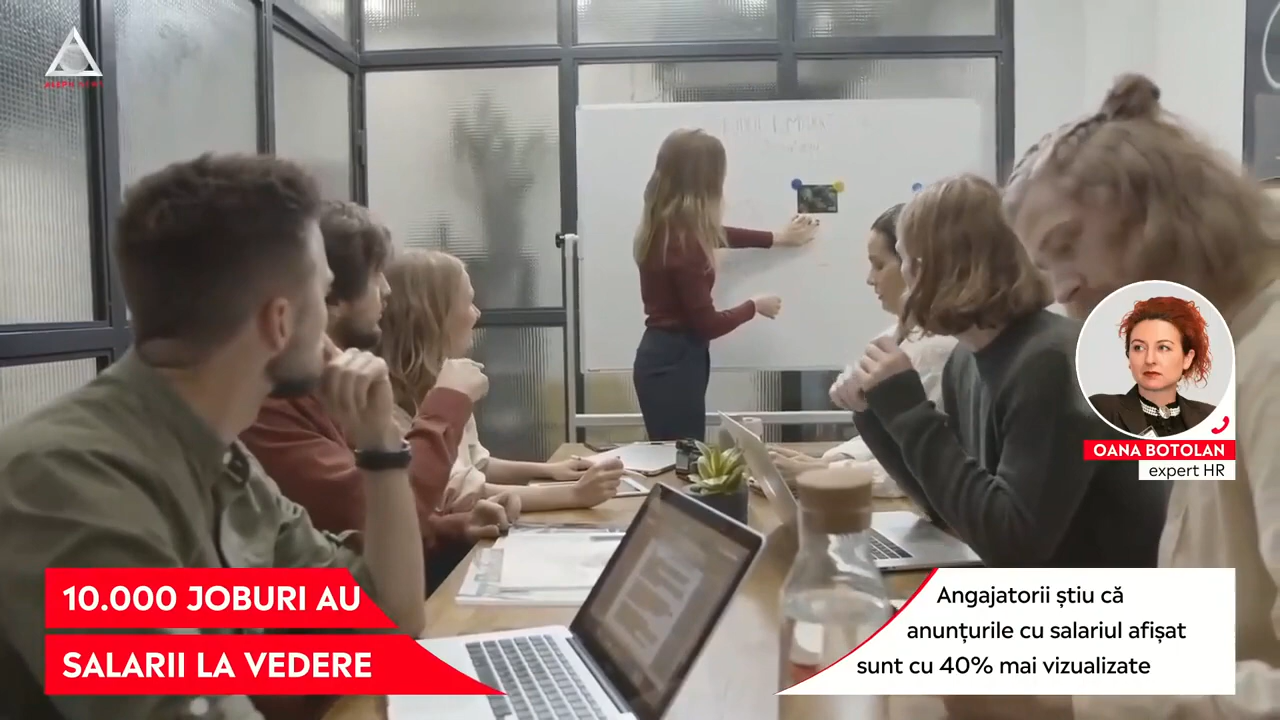 10.000 JOBURI AU
SALARII LA VEDERE
Angajatorii știu că
anunțurile cu salariul afișat
sunt cu 40% mai vizualizate
OANA BOTOLAN
expert HR